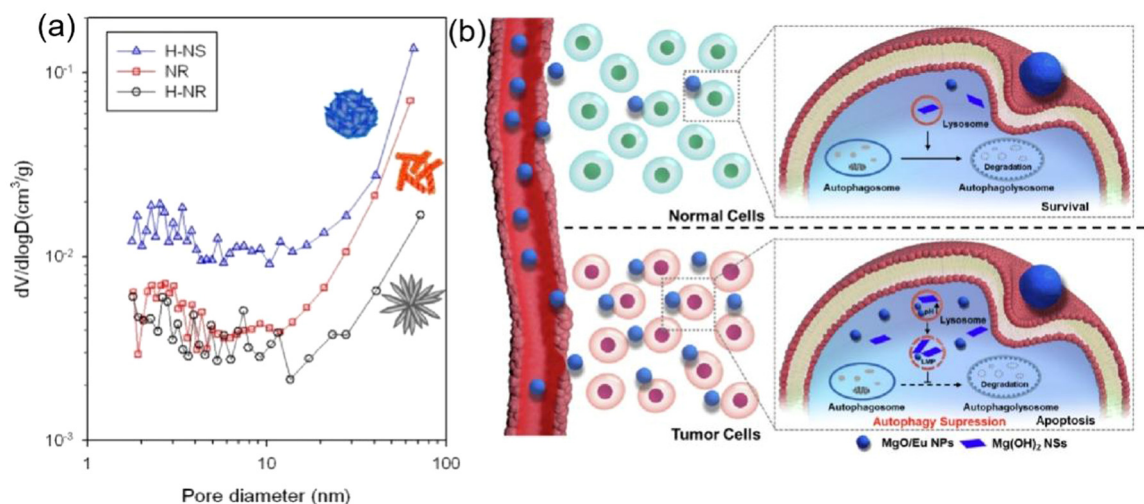 (a)
H-NS
NR
H-NR
10⁻¹
10⁻²
10⁻³
dV/dlogD(cm³/g)
1
10
100
Pore diameter (nm)
(b)
Lysosome
Autophagosome
Degradation
Autophagolysosome
Survival
Normal Cells
pH
Lysosome
LMP
Autophagosome
Degradation
Autophagolysosome
Autophagy Supression
Apoptosis
Tumor Cells
MgO/Eu NPs
Mg(OH)₂ NSs